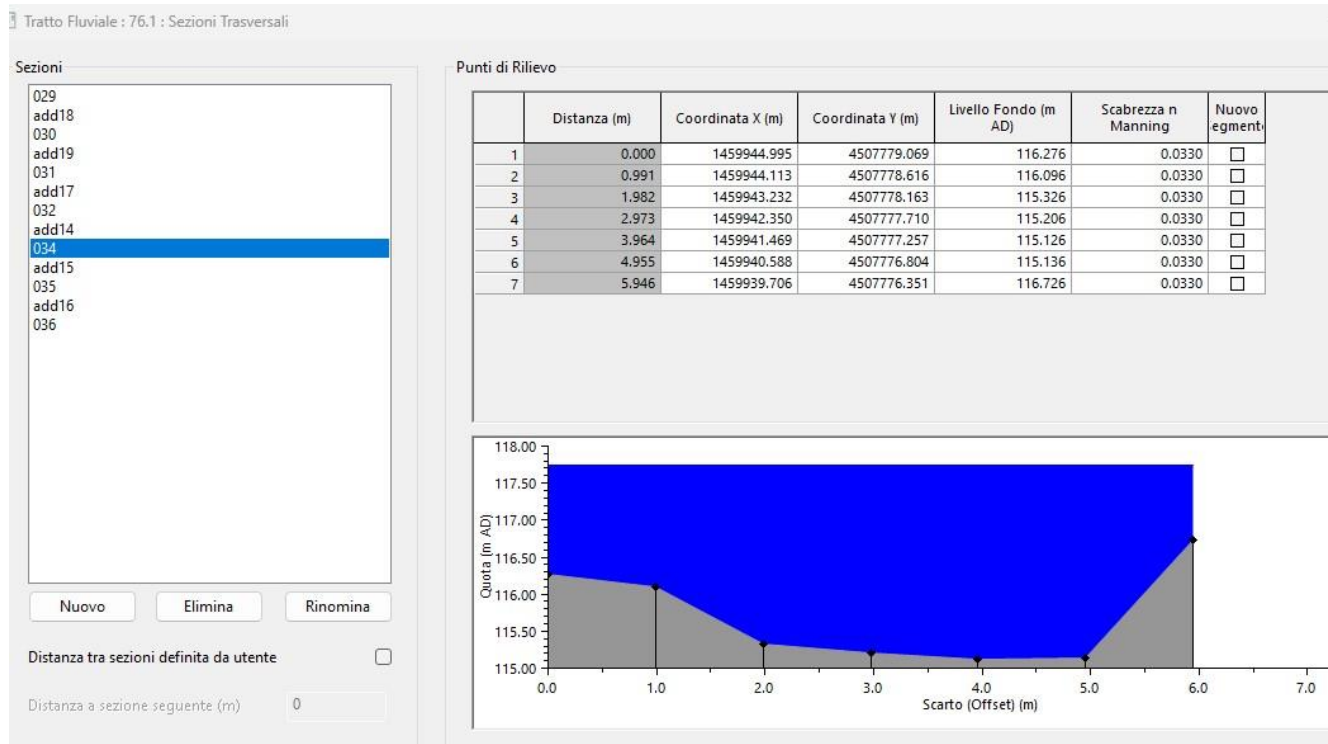 Tratto Fluviale : 76.1 : Sezioni Trasversali
Sezioni
029
add18
030
add19
031
add17
032
add14
034
add15
035
add16
036
Nuovo Elimina Rinomina
Distanza tra sezioni definita da utente
Distanza a sezione seguente (m) 0
Punti di Rilievo
Distanza (m) Coordinata X (m) Coordinata Y (m) Livello Fondo (m AD) Scabrezza n Manning Nuovo egment
1 0.000 1459944.995 4507779.069 116.276 0.0330
2 0.991 1459944.113 4507778.616 116.096 0.0330
3 1.982 1459943.232 4507778.163 115.326 0.0330
4 2.973 1459942.350 4507777.710 115.206 0.0330
5 3.964 1459941.469 4507777.257 115.126 0.0330
6 4.955 1459940.588 4507776.804 115.136 0.0330
7 5.946 1459939.706 4507776.351 116.726 0.0330
Quota (m AD)
118.00
117.50
117.00
116.50
116.00
115.50
115.00
0.0 1.0 2.0 3.0 4.0 5.0 6.0 7.0
Scarto (Offset) (m)